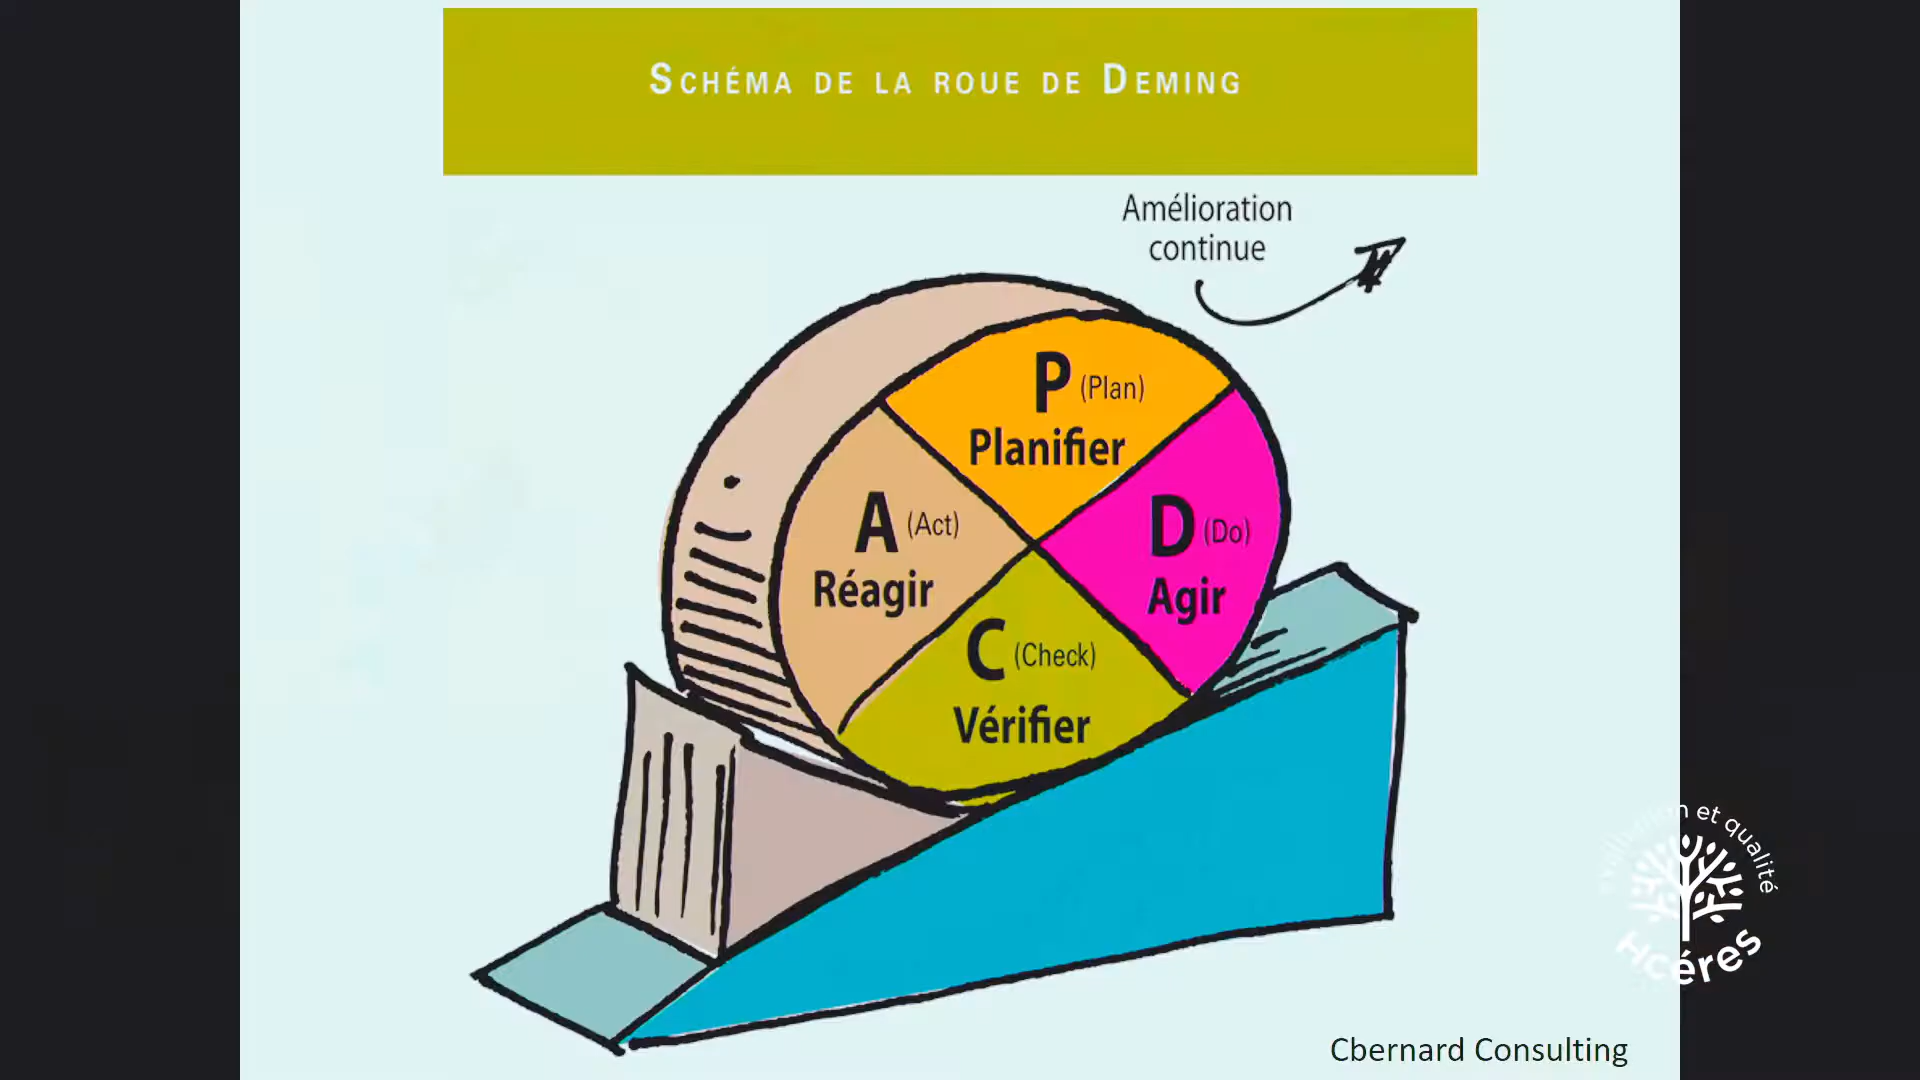 Schéma de la roue de Deming
Amélioration
continue
P (Plan)
Planifier
A (Act)
Réagir
D (Do)
Agir
C (Check)
Vérifier
évaluation et qualité
Hcéres
Cbernard Consulting